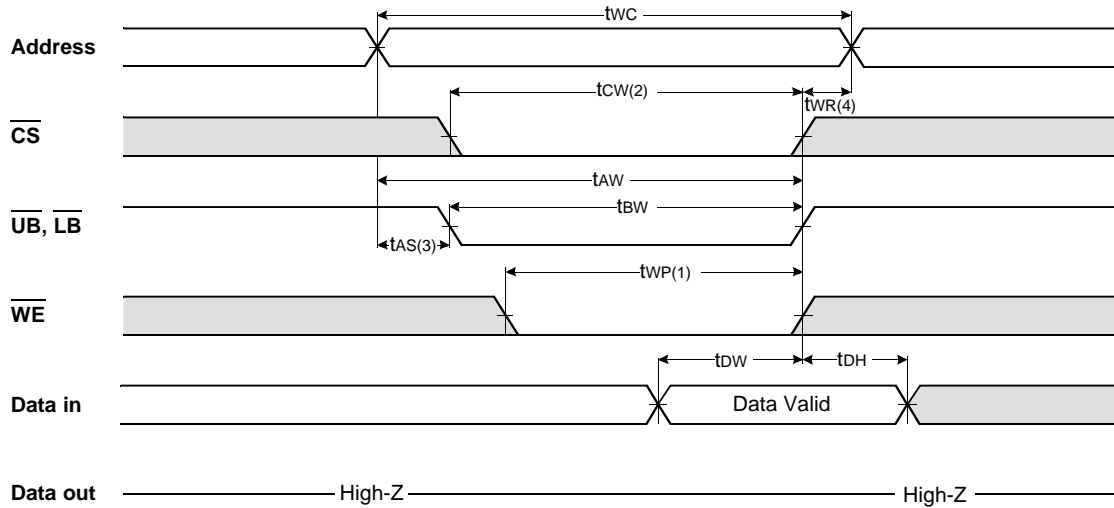 tWC
Address
tCW(2)
tWR(4)
CS
tAW
UB, LB
tBW
tAS(3)
tWP(1)
WE
tDW
tDH
Data in
Data Valid
Data out
High-Z
High-Z